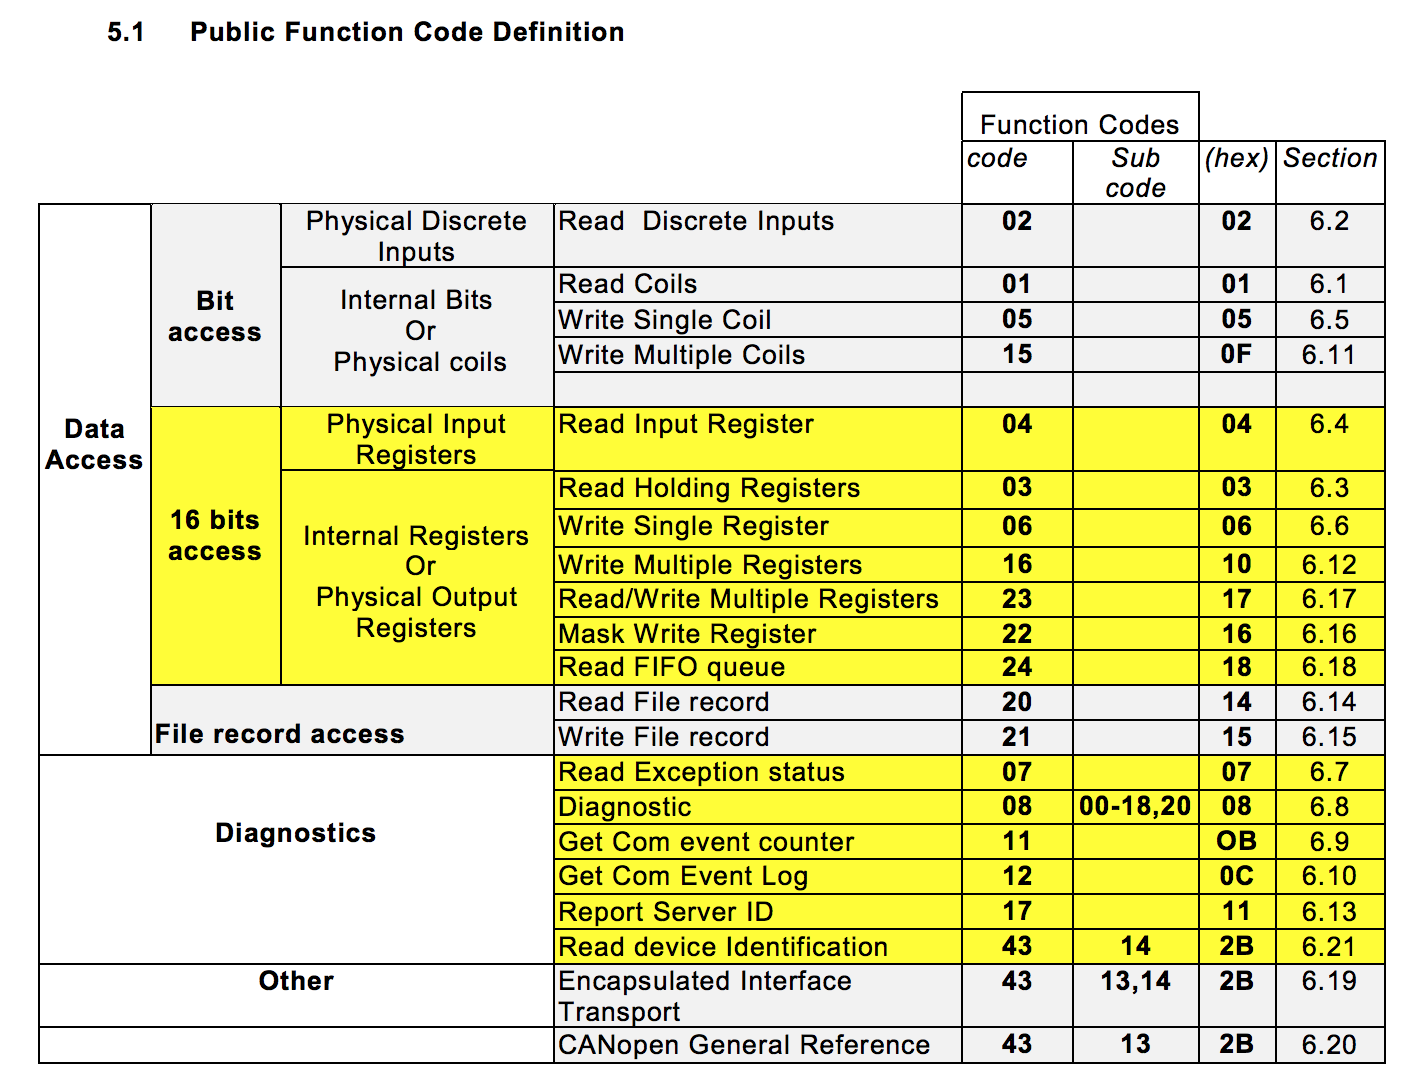 5.1 Public Function Code Definition
Function Codes
code Sub code (hex) Section
Data Access
Bit access
Physical Discrete Inputs
Read Discrete Inputs 02 02 6.2
Internal Bits
Or
Physical coils
Read Coils 01 01 6.1
Write Single Coil 05 05 6.5
Write Multiple Coils 15 0F 6.11
16 bits access
Physical Input Registers
Read Input Register 04 04 6.4
Internal Registers
Or
Physical Output Registers
Read Holding Registers 03 03 6.3
Write Single Register 06 06 6.6
Write Multiple Registers 16 10 6.12
Read/Write Multiple Registers 23 17 6.17
Mask Write Register 22 16 6.16
Read FIFO queue 24 18 6.18
File record access
Read File record 20 14 6.14
Write File record 21 15 6.15
Diagnostics
Read Exception status 07 07 6.7
Diagnostic 08 00-18,20 08 6.8
Get Com event counter 11 OB 6.9
Get Com Event Log 12 0C 6.10
Report Server ID 17 11 6.13
Read device Identification 43 14 2B 6.21
Other
Encapsulated Interface Transport 43 13,14 2B 6.19
CANopen General Reference 43 13 2B 6.20